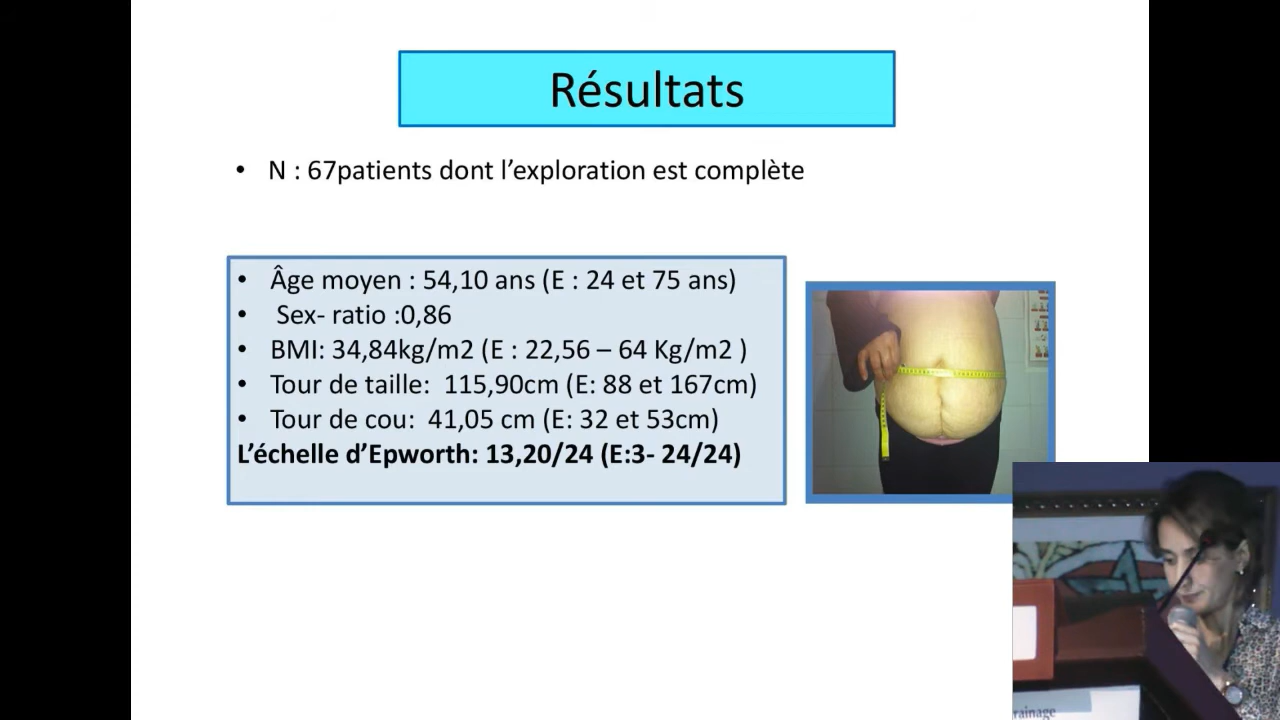 Résultats
• N : 67patients dont l’exploration est complète
• Âge moyen : 54,10 ans (E : 24 et 75 ans)
• Sex- ratio :0,86
• BMI: 34,84kg/m2 (E : 22,56 – 64 Kg/m2 )
• Tour de taille: 115,90cm (E: 88 et 167cm)
• Tour de cou: 41,05 cm (E: 32 et 53cm)
L’échelle d’Epworth: 13,20/24 (E:3- 24/24)
rainage